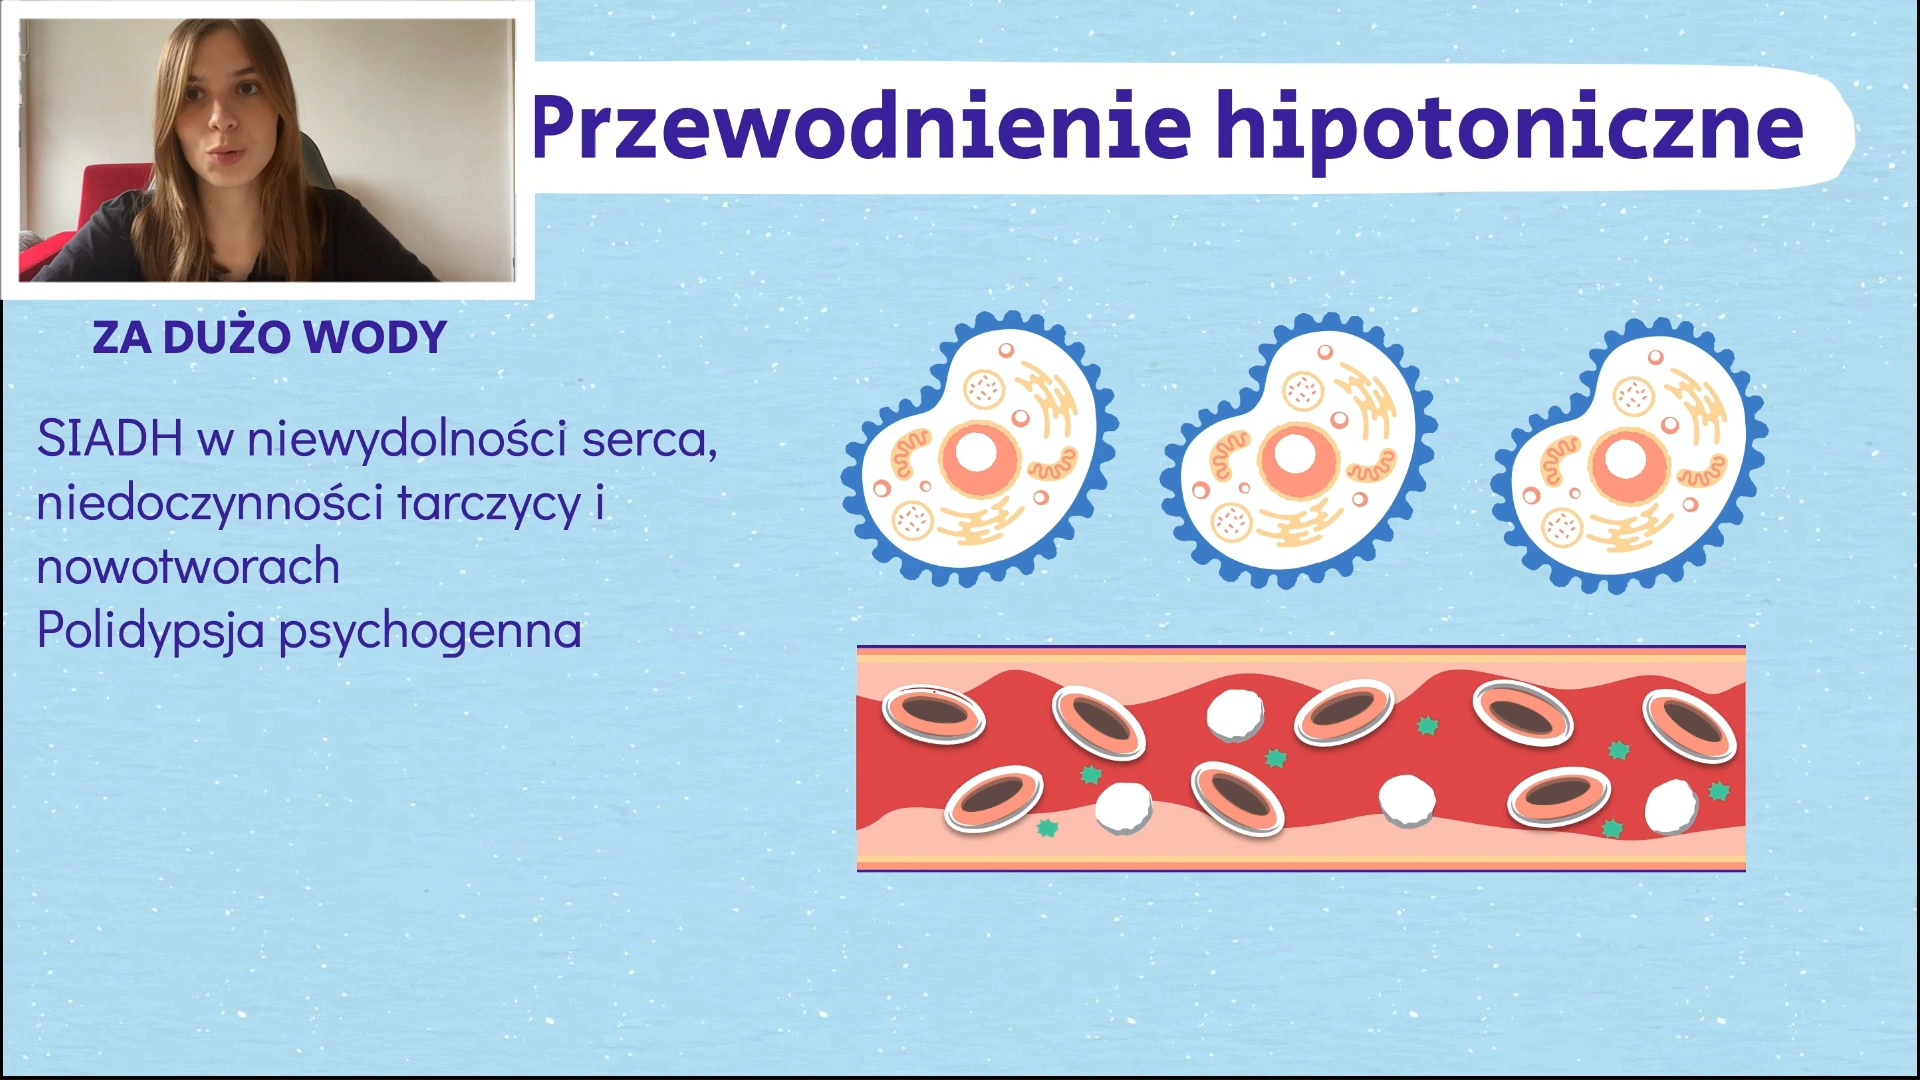 Przewodnienie hipotoniczne
ZA DUŻO WODY
SIADH w niewydolności serca,
niedoczynności tarczycy i
nowotworach
Polidypsja psychogenna